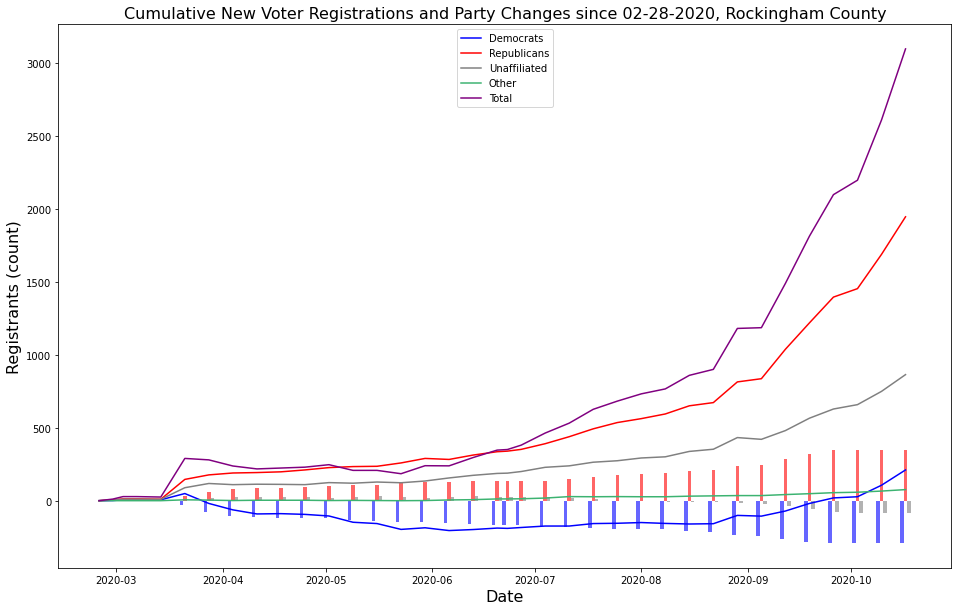 Cumulative New Voter Registrations and Party Changes since 02-28-2020, Rockingham County
Democrats
Republicans
Unaffiliated
Other
Total
Registrants (count)
3000
2500
2000
1500
1000
500
0
2020-03 2020-04 2020-05 2020-06 2020-07 2020-08 2020-09 2020-10
Date